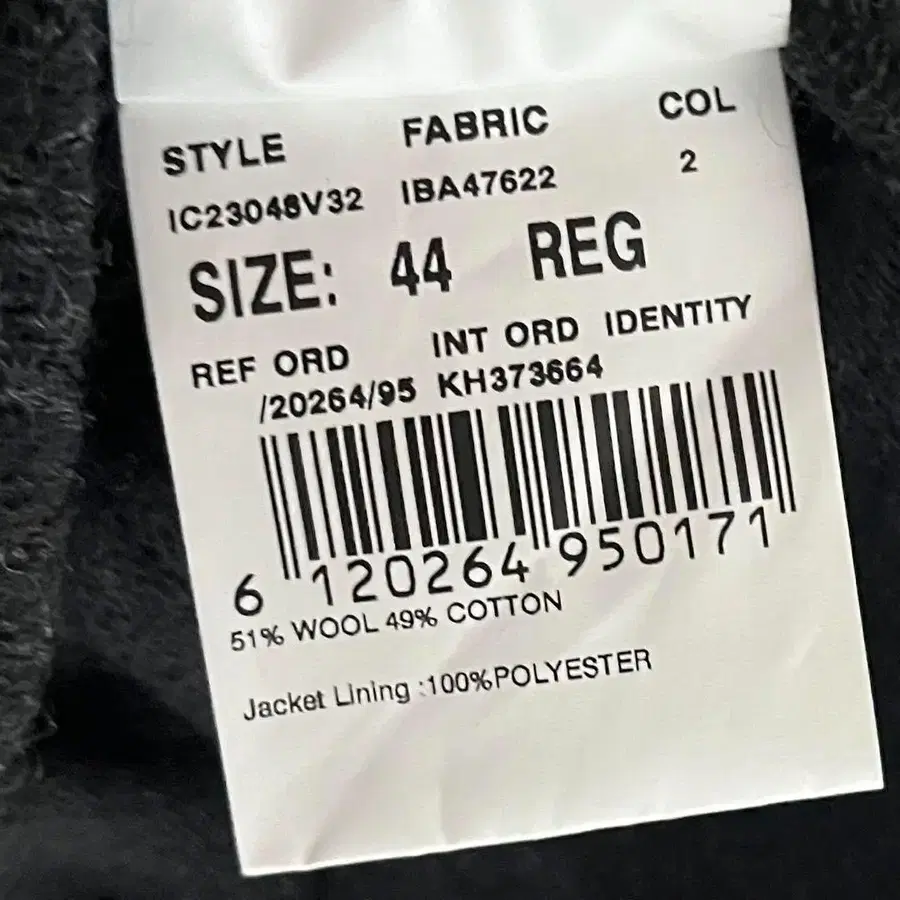 STYLE FABRIC COL
IC23048V32 IBA47622 2
SIZE: 44 REG
REF ORD INT ORD IDENTITY
/20264/95 KH373664
6 120264 950171
51% WOOL 49% COTTON
Jacket Lining :100%POLYESTER